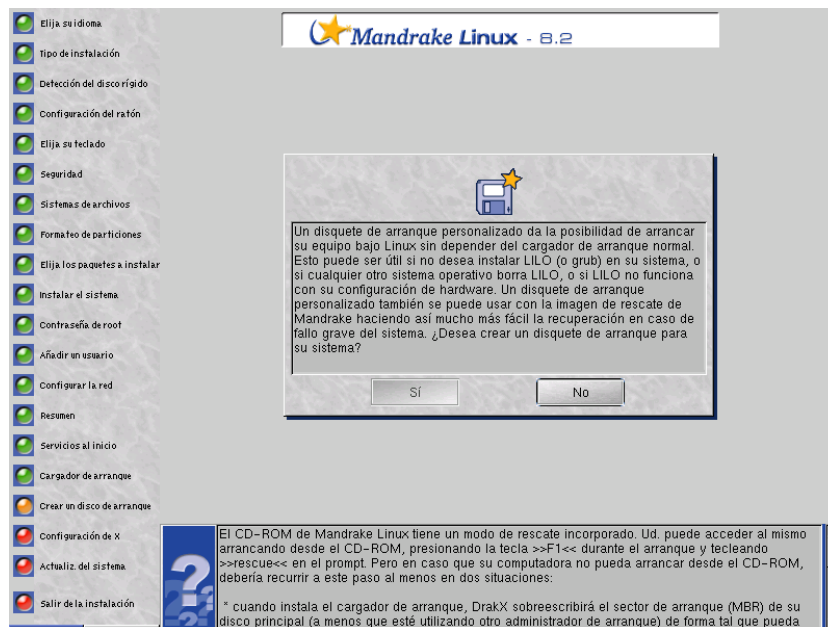 Elija su idioma
Tipo de instalación
Detección del disco rígido
Configuración del ratón
Elija su teclado
Seguridad
Sistemas de archivos
Formateo de particiones
Elija los paquetes a instalar
Instalar el sistema
Contraseña de root
Añadir un usuario
Configurar la red
Resumen
Servicios al inicio
Cargador de arranque
Crear un disco de arranque
Configuración de X
Actualiz. del sistema
Salir de la instalación
Mandrake Linux - 8.2
Un disquete de arranque personalizado da la posibilidad de arrancar
su equipo bajo Linux sin depender del cargador de arranque normal.
Esto puede ser útil si no desea instalar LILO (o grub) en su sistema, o
si cualquier otro sistema operativo borra LILO, o si LILO no funciona
con su configuración de hardware. Un disquete de arranque
personalizado también se puede usar con la imagen de rescate de
Mandrake haciendo así mucho más fácil la recuperación en caso de
fallo grave del sistema. ¿Desea crear un disquete de arranque para
su sistema?
Sí
No
El CD-ROM de Mandrake Linux tiene un modo de rescate incorporado. Ud. puede acceder al mismo
arrancando desde el CD-ROM, presionando la tecla >>F1<< durante el arranque y tecleando
>>rescue<< en el prompt. Pero en caso que su computadora no pueda arrancar desde el CD-ROM,
debería recurrir a este paso al menos en dos situaciones:
* cuando instala el cargador de arranque, DrakX sobreescribirá el sector de arranque (MBR) de su
disco principal (a menos que esté utilizando otro administrador de arranque) de forma tal que pueda